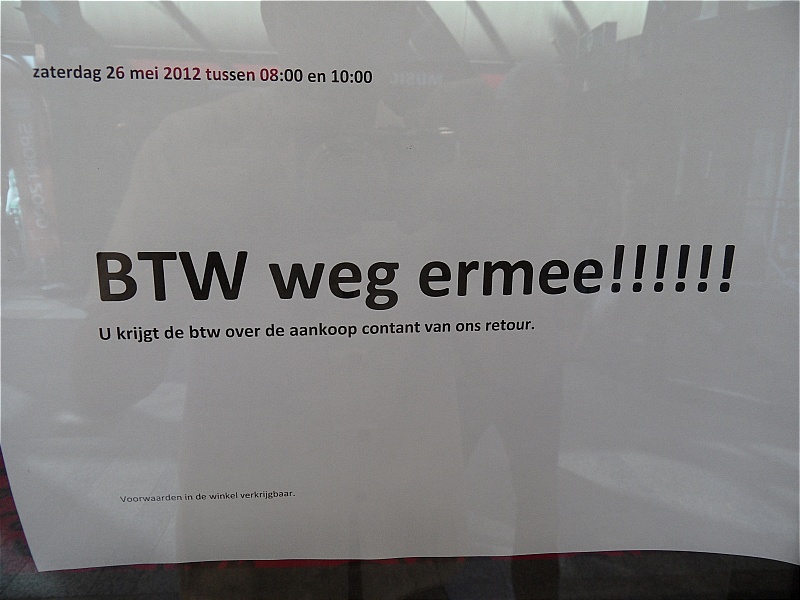 zaterdag 26 mei 2012 tussen 08:00 en 10:00
BTW weg ermee!!!!!!
U krijgt de btw over de aankoop contant van ons retour.
Voorwaarden in de winkel verkrijgbaar.